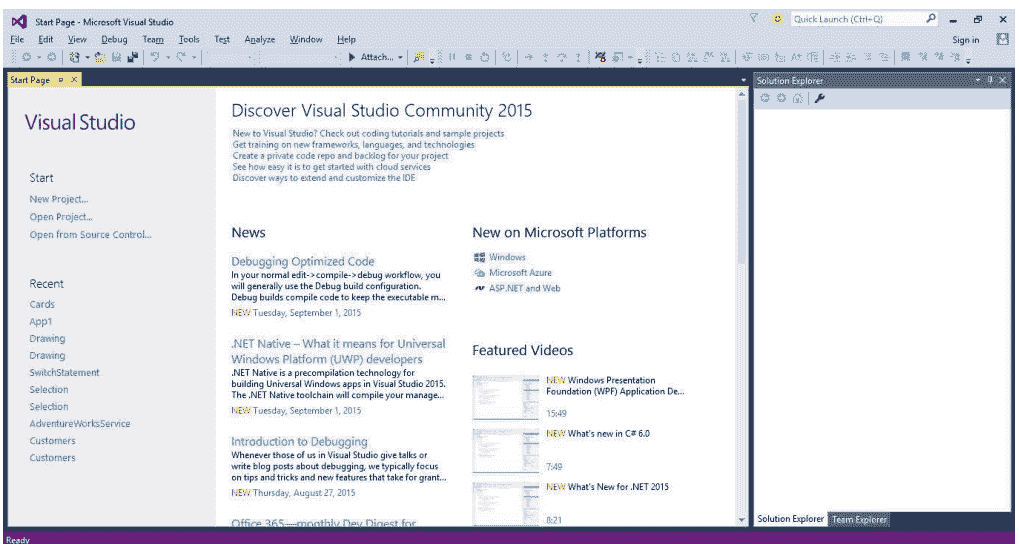 Start Page - Microsoft Visual Studio
Quick Launch (Ctrl+Q)
File Edit View Debug Team Tools Test Analyze Window Help
Sign in
Attach...
Start Page
Solution Explorer
Visual Studio
Start
New Project...
Open Project...
Open from Source Control...
Recent
Cards
App1
Drawing
Drawing
SwitchStatement
Selection
Selection
AdventureWorksService
Customers
Customers
Discover Visual Studio Community 2015
New to Visual Studio? Check out coding tutorials and sample projects
Get training on new frameworks, languages, and technologies
Create a private code repo and backlog for your project
See how easy it is to get started with cloud services
Discover ways to extend and customize the IDE
News
Debugging Optimized Code
In your normal edit->compile->debug workflow, you
will generally use the Debug build configuration.
Debug builds compile code to keep the executable m...
NEW Tuesday, September 1, 2015
.NET Native – What it means for Universal
Windows Platform (UWP) developers
.NET Native is a precompilation technology for
building Universal Windows apps in Visual Studio 2015.
The .NET Native toolchain will compile your manage...
NEW Tuesday, September 1, 2015
Introduction to Debugging
Whenever those of us in Visual Studio give talks or
write blog posts about debugging, we typically focus
on tips and tricks and new features that take for grant...
NEW Thursday, August 27, 2015
Office 365—monthly Dev Digest for
New on Microsoft Platforms
Windows
Microsoft Azure
ASP.NET and Web
Featured Videos
NEW Windows Presentation
Foundation (WPF) Application De...
15:49
NEW What's new in C# 6.0
7:49
NEW What's New for .NET 2015
8:21
Solution Explorer Team Explorer
Ready